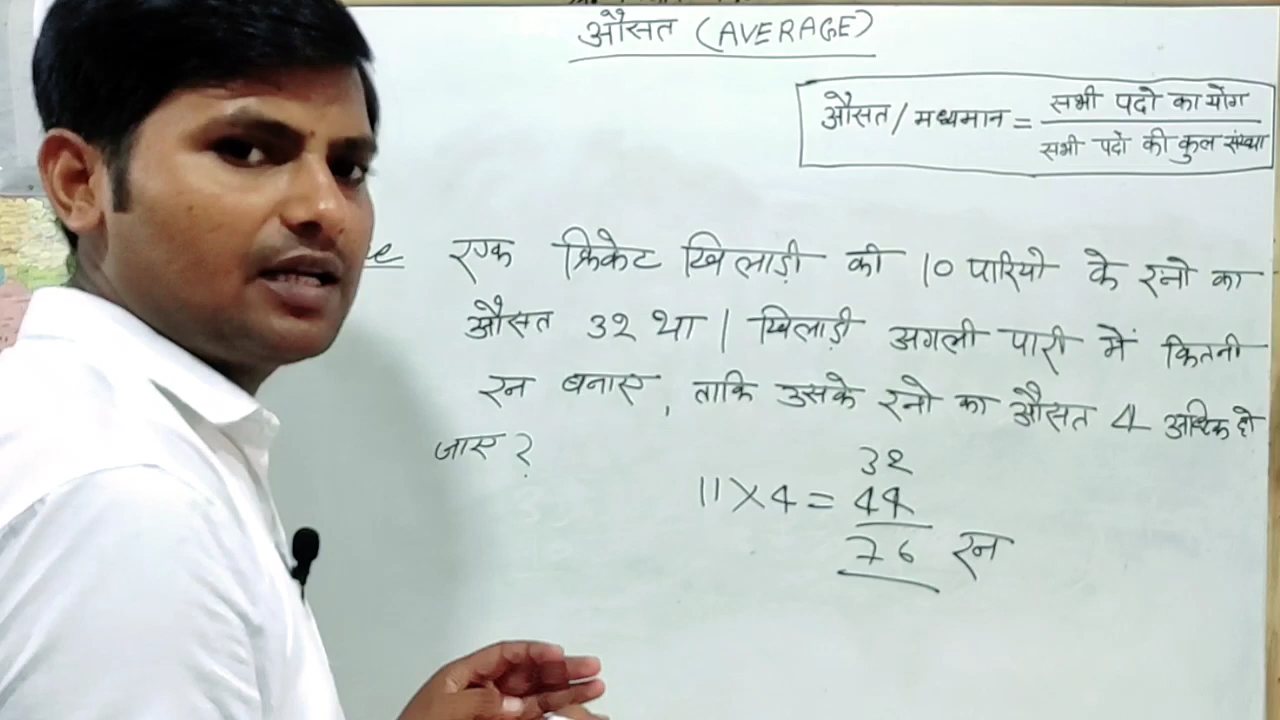 औसत (AVERAGE)
औसत / मध्यमान = सभी पदो का योग
सभी पदो की कुल संख्या
एक क्रिकेट खिलाड़ी की 10 पारियो के रनो का
औसत 32 था । खिलाड़ी अगली पारी में कितनी
रन बनाए, ताकि उसके रनो का औसत 4 अधिक हो
जाए ?
32
11 X 4 = 44
76 रन